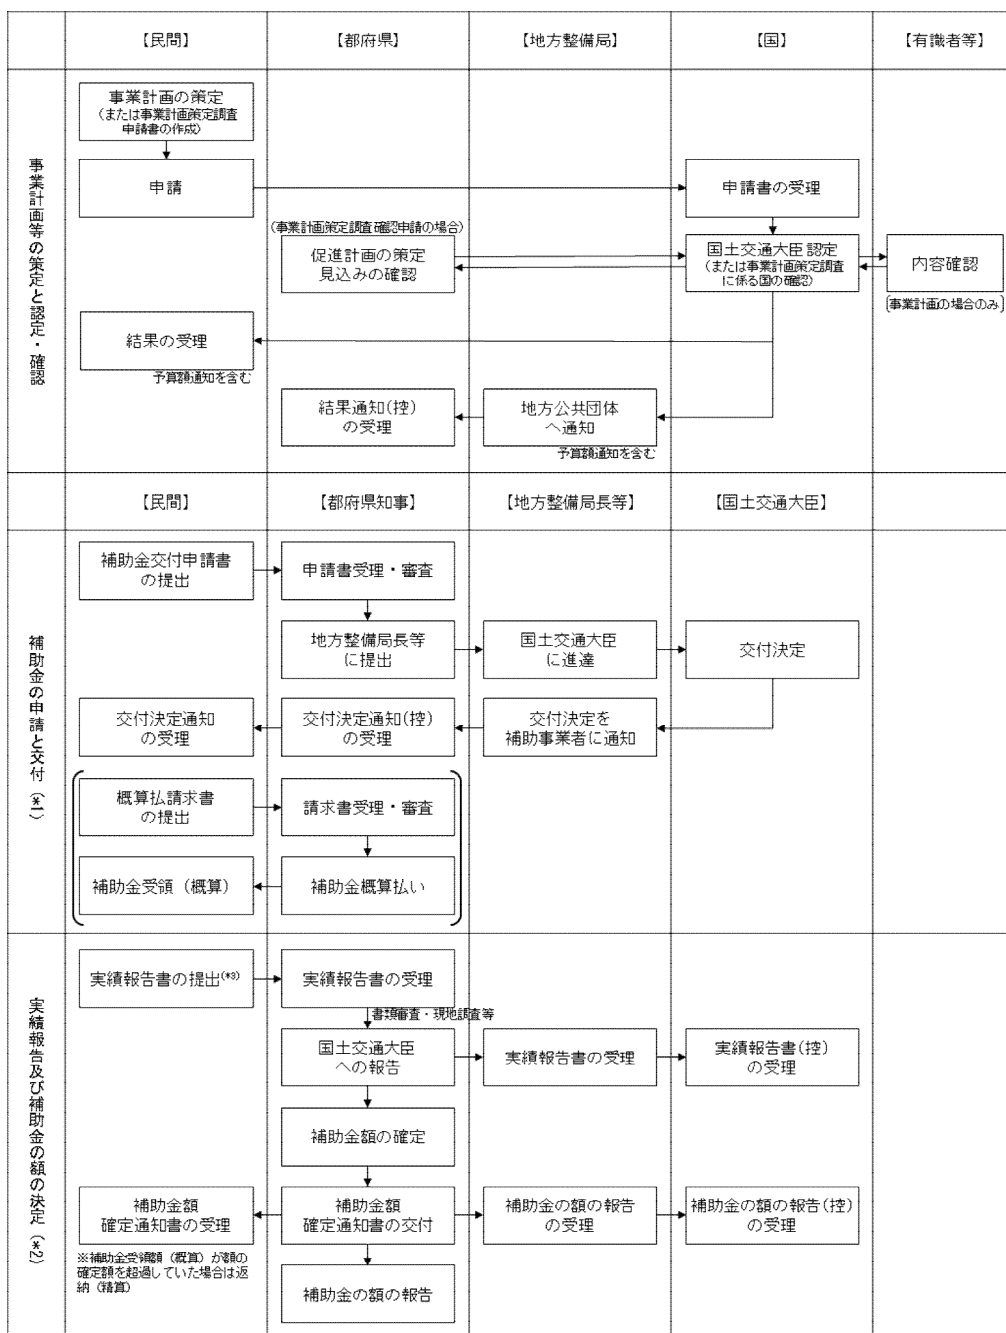 【民間】
【都府県】
【地方整備局】
【国】
【有識者等】
事業計画等の策定と認定・確認
事業計画の策定
（または事業計画策定調査
申請書の作成）
申請
申請書の受理
（事業計画策定調査確認申請の場合）
促進計画の策定
見込みの確認
国土交通大臣認定
（または事業計画策定調査
に係る国の確認）
内容確認
〔事業計画の場合のみ〕
結果の受理
予算額通知を含む
結果通知（控）
の受理
地方公共団体
へ通知
予算額通知を含む
【民間】
【都府県知事】
【地方整備局長等】
【国土交通大臣】
補助金の申請と交付（*1）
補助金交付申請書
の提出
申請書受理・審査
地方整備局長等
に提出
国土交通大臣
に進達
交付決定
交付決定通知
の受理
交付決定通知（控）
の受理
交付決定を
補助事業者に通知
概算払請求書
の提出
請求書受理・審査
補助金受領（概算）
補助金概算払い
実績報告及び補助金の額の決定（*2）
実績報告書の提出(*3)
実績報告書の受理
書類審査・現地調査等
国土交通大臣
への報告
実績報告書の受理
実績報告書（控）
の受理
補助金額の確定
補助金額
確定通知書の受理
補助金額
確定通知書の交付
補助金の額の報告
の受理
補助金の額の報告（控）
の受理
※補助金受領額（概算）が額の
確定額を超過していた場合は返
納（精算）
補助金の額の報告